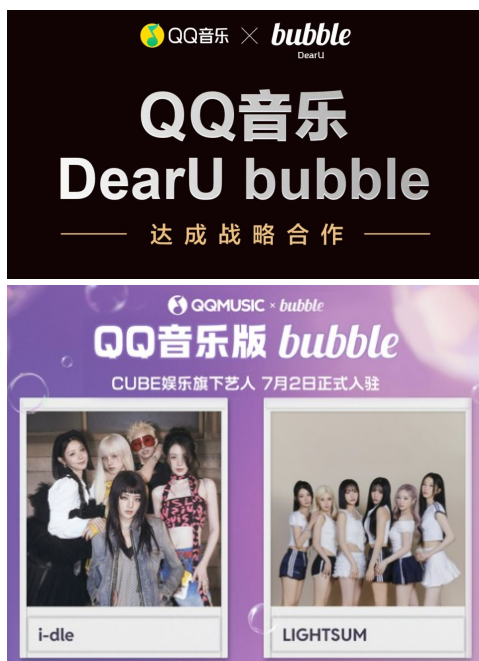 QQ音乐 × bubble
DearU
QQ音乐
DearU bubble
达成战略合作
QQMUSIC × bubble
QQ音乐版 bubble
CUBE娱乐旗下艺人 7月2日正式入驻
i-dle
LIGHTSUM